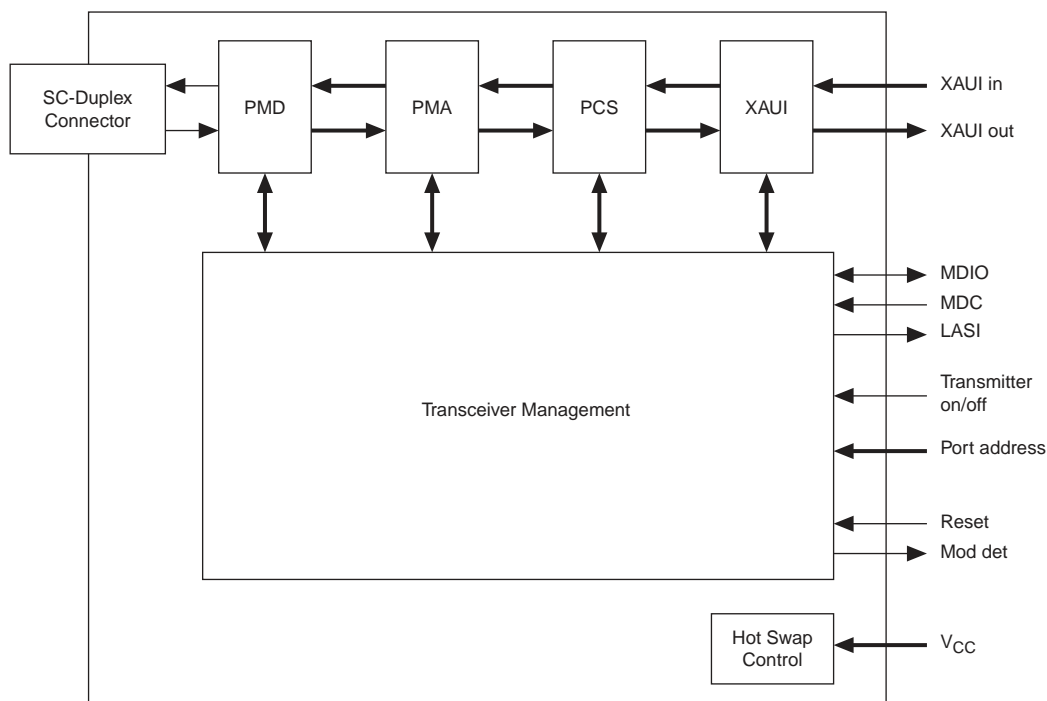 SC-Duplex
Connector
PMD
PMA
PCS
XAUI
XAUI in
XAUI out
MDIO
MDC
LASI
Transmitter
on/off
Transceiver Management
Port address
Reset
Mod det
Hot Swap
Control
VCC